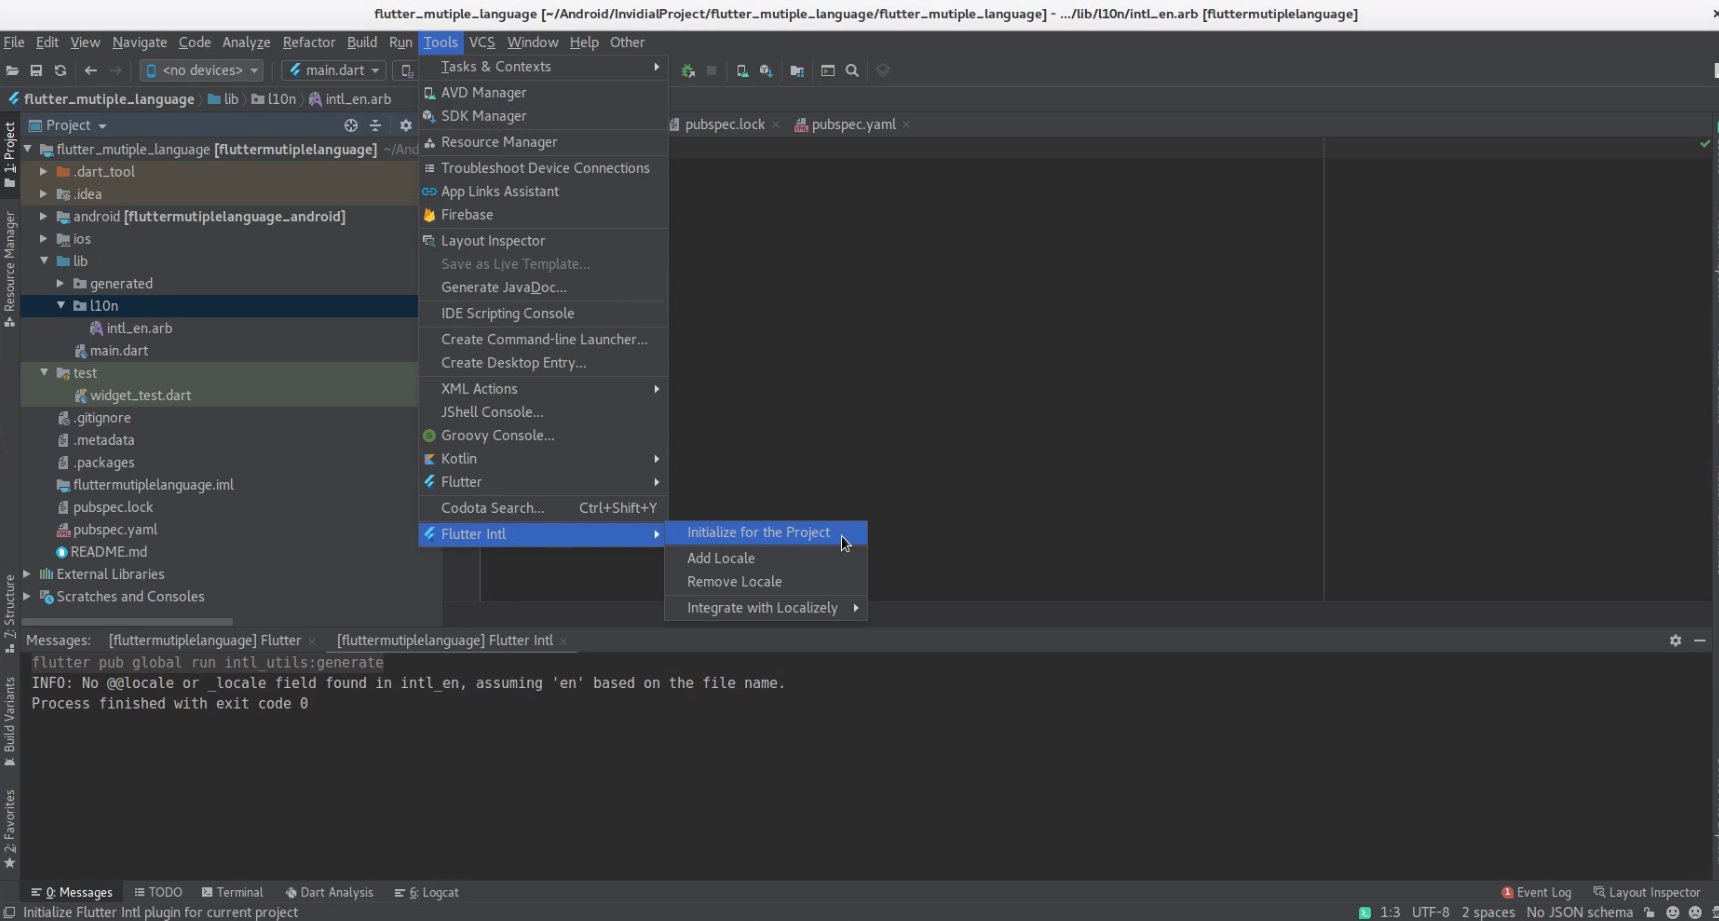 flutter_mutiple_language [~/Android/InvidialProject/flutter_mutiple_language/flutter_mutiple_language] - .../lib/l10n/intl_en.arb [fluttermutiplelanguage]
File Edit View Navigate Code Analyze Refactor Build Run Tools VCS Window Help Other
<no devices> main.dart
flutter_mutiple_language lib l10n intl_en.arb
Project
pubspec.lock pubspec.yaml
flutter_mutiple_language [fluttermutiplelanguage] ~/And
.dart_tool
.idea
android [fluttermutiplelanguage_android]
ios
lib
generated
l10n
intl_en.arb
main.dart
test
widget_test.dart
.gitignore
.metadata
.packages
fluttermutiplelanguage.iml
pubspec.lock
pubspec.yaml
README.md
External Libraries
Scratches and Consoles
Tasks & Contexts
AVD Manager
SDK Manager
Resource Manager
Troubleshoot Device Connections
App Links Assistant
Firebase
Layout Inspector
Save as Live Template...
Generate JavaDoc...
IDE Scripting Console
Create Command-line Launcher...
Create Desktop Entry...
XML Actions
JShell Console...
Groovy Console...
Kotlin
Flutter
Codota Search... Ctrl+Shift+Y
Flutter Intl
Initialize for the Project
Add Locale
Remove Locale
Integrate with Localizely
1: Project
Resource Manager
7: Structure
Build Variants
2: Favorites
Messages: [fluttermutiplelanguage] Flutter [fluttermutiplelanguage] Flutter Intl
flutter pub global run intl_utils:generate
INFO: No @@locale or _locale field found in intl_en, assuming 'en' based on the file name.
Process finished with exit code 0
0: Messages TODO Terminal Dart Analysis 6: Logcat 1 Event Log Layout Inspector
Initialize Flutter Intl plugin for current project 1:3 UTF-8 2 spaces No JSON schema